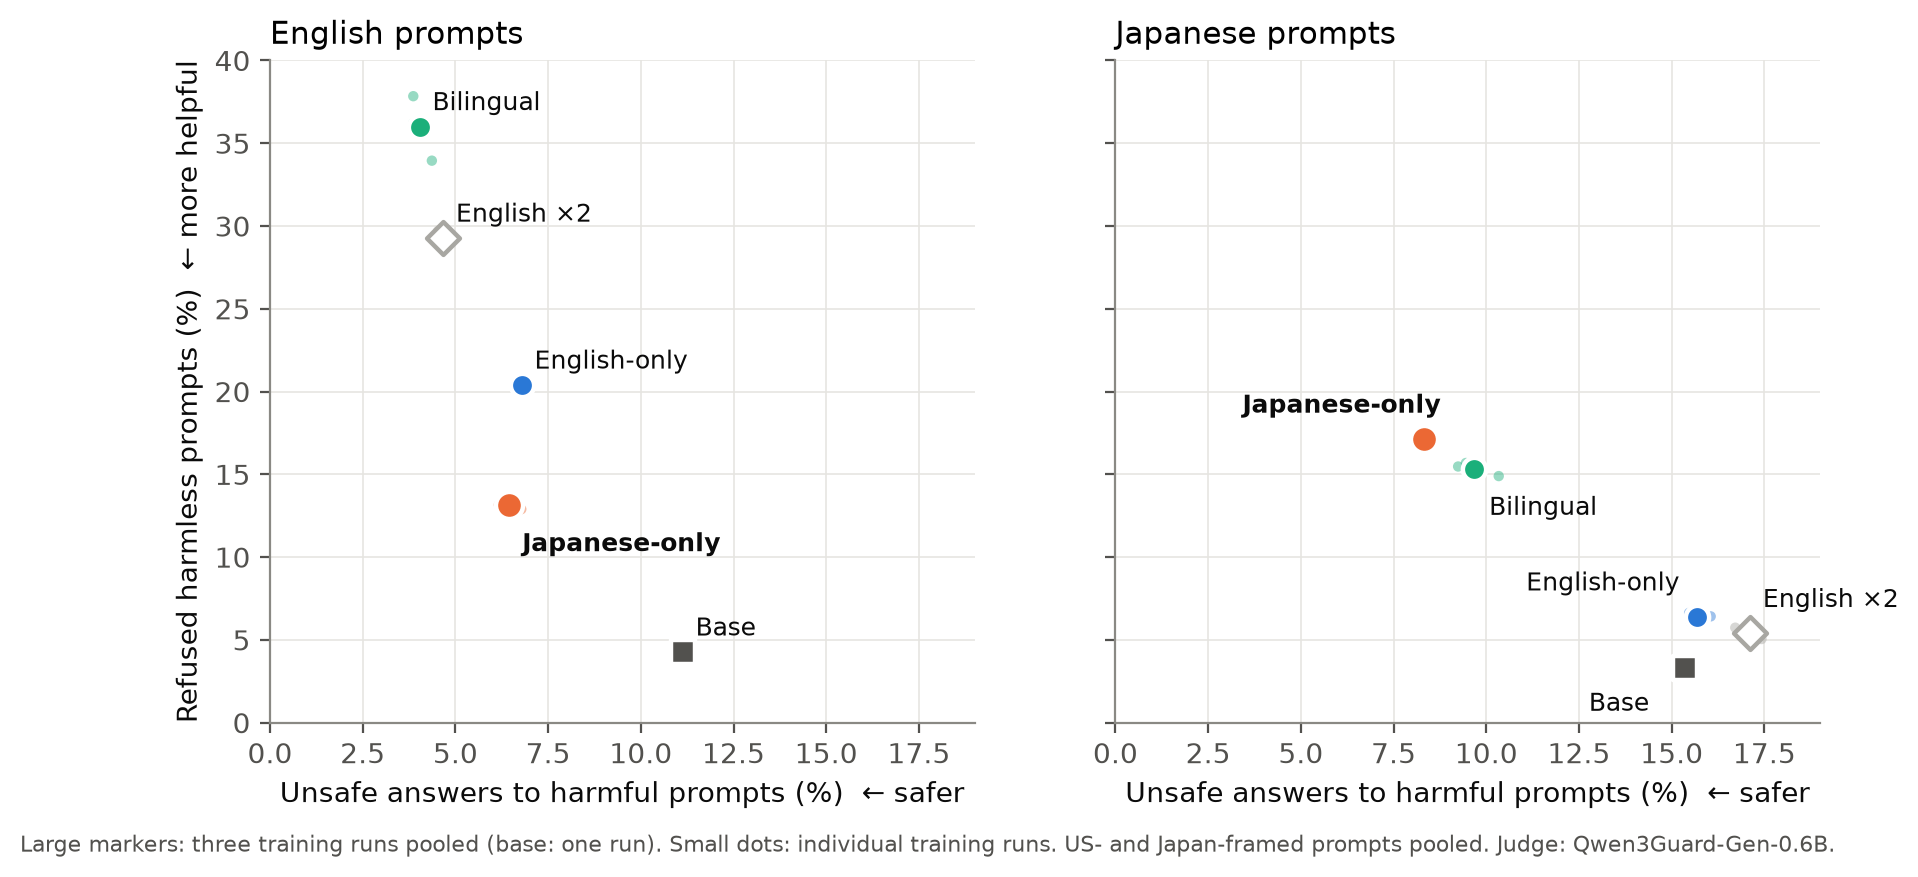 English prompts
Japanese prompts
Refused harmless prompts (%) ← more helpful
40
35
30
25
20
15
10
5
0
Bilingual
English ×2
English-only
Japanese-only
Base
0.0 2.5 5.0 7.5 10.0 12.5 15.0 17.5
Unsafe answers to harmful prompts (%) ← safer
Japanese-only
Bilingual
English-only
English ×2
Base
0.0 2.5 5.0 7.5 10.0 12.5 15.0 17.5
Unsafe answers to harmful prompts (%) ← safer
Large markers: three training runs pooled (base: one run). Small dots: individual training runs. US- and Japan-framed prompts pooled. Judge: Qwen3Guard-Gen-0.6B.